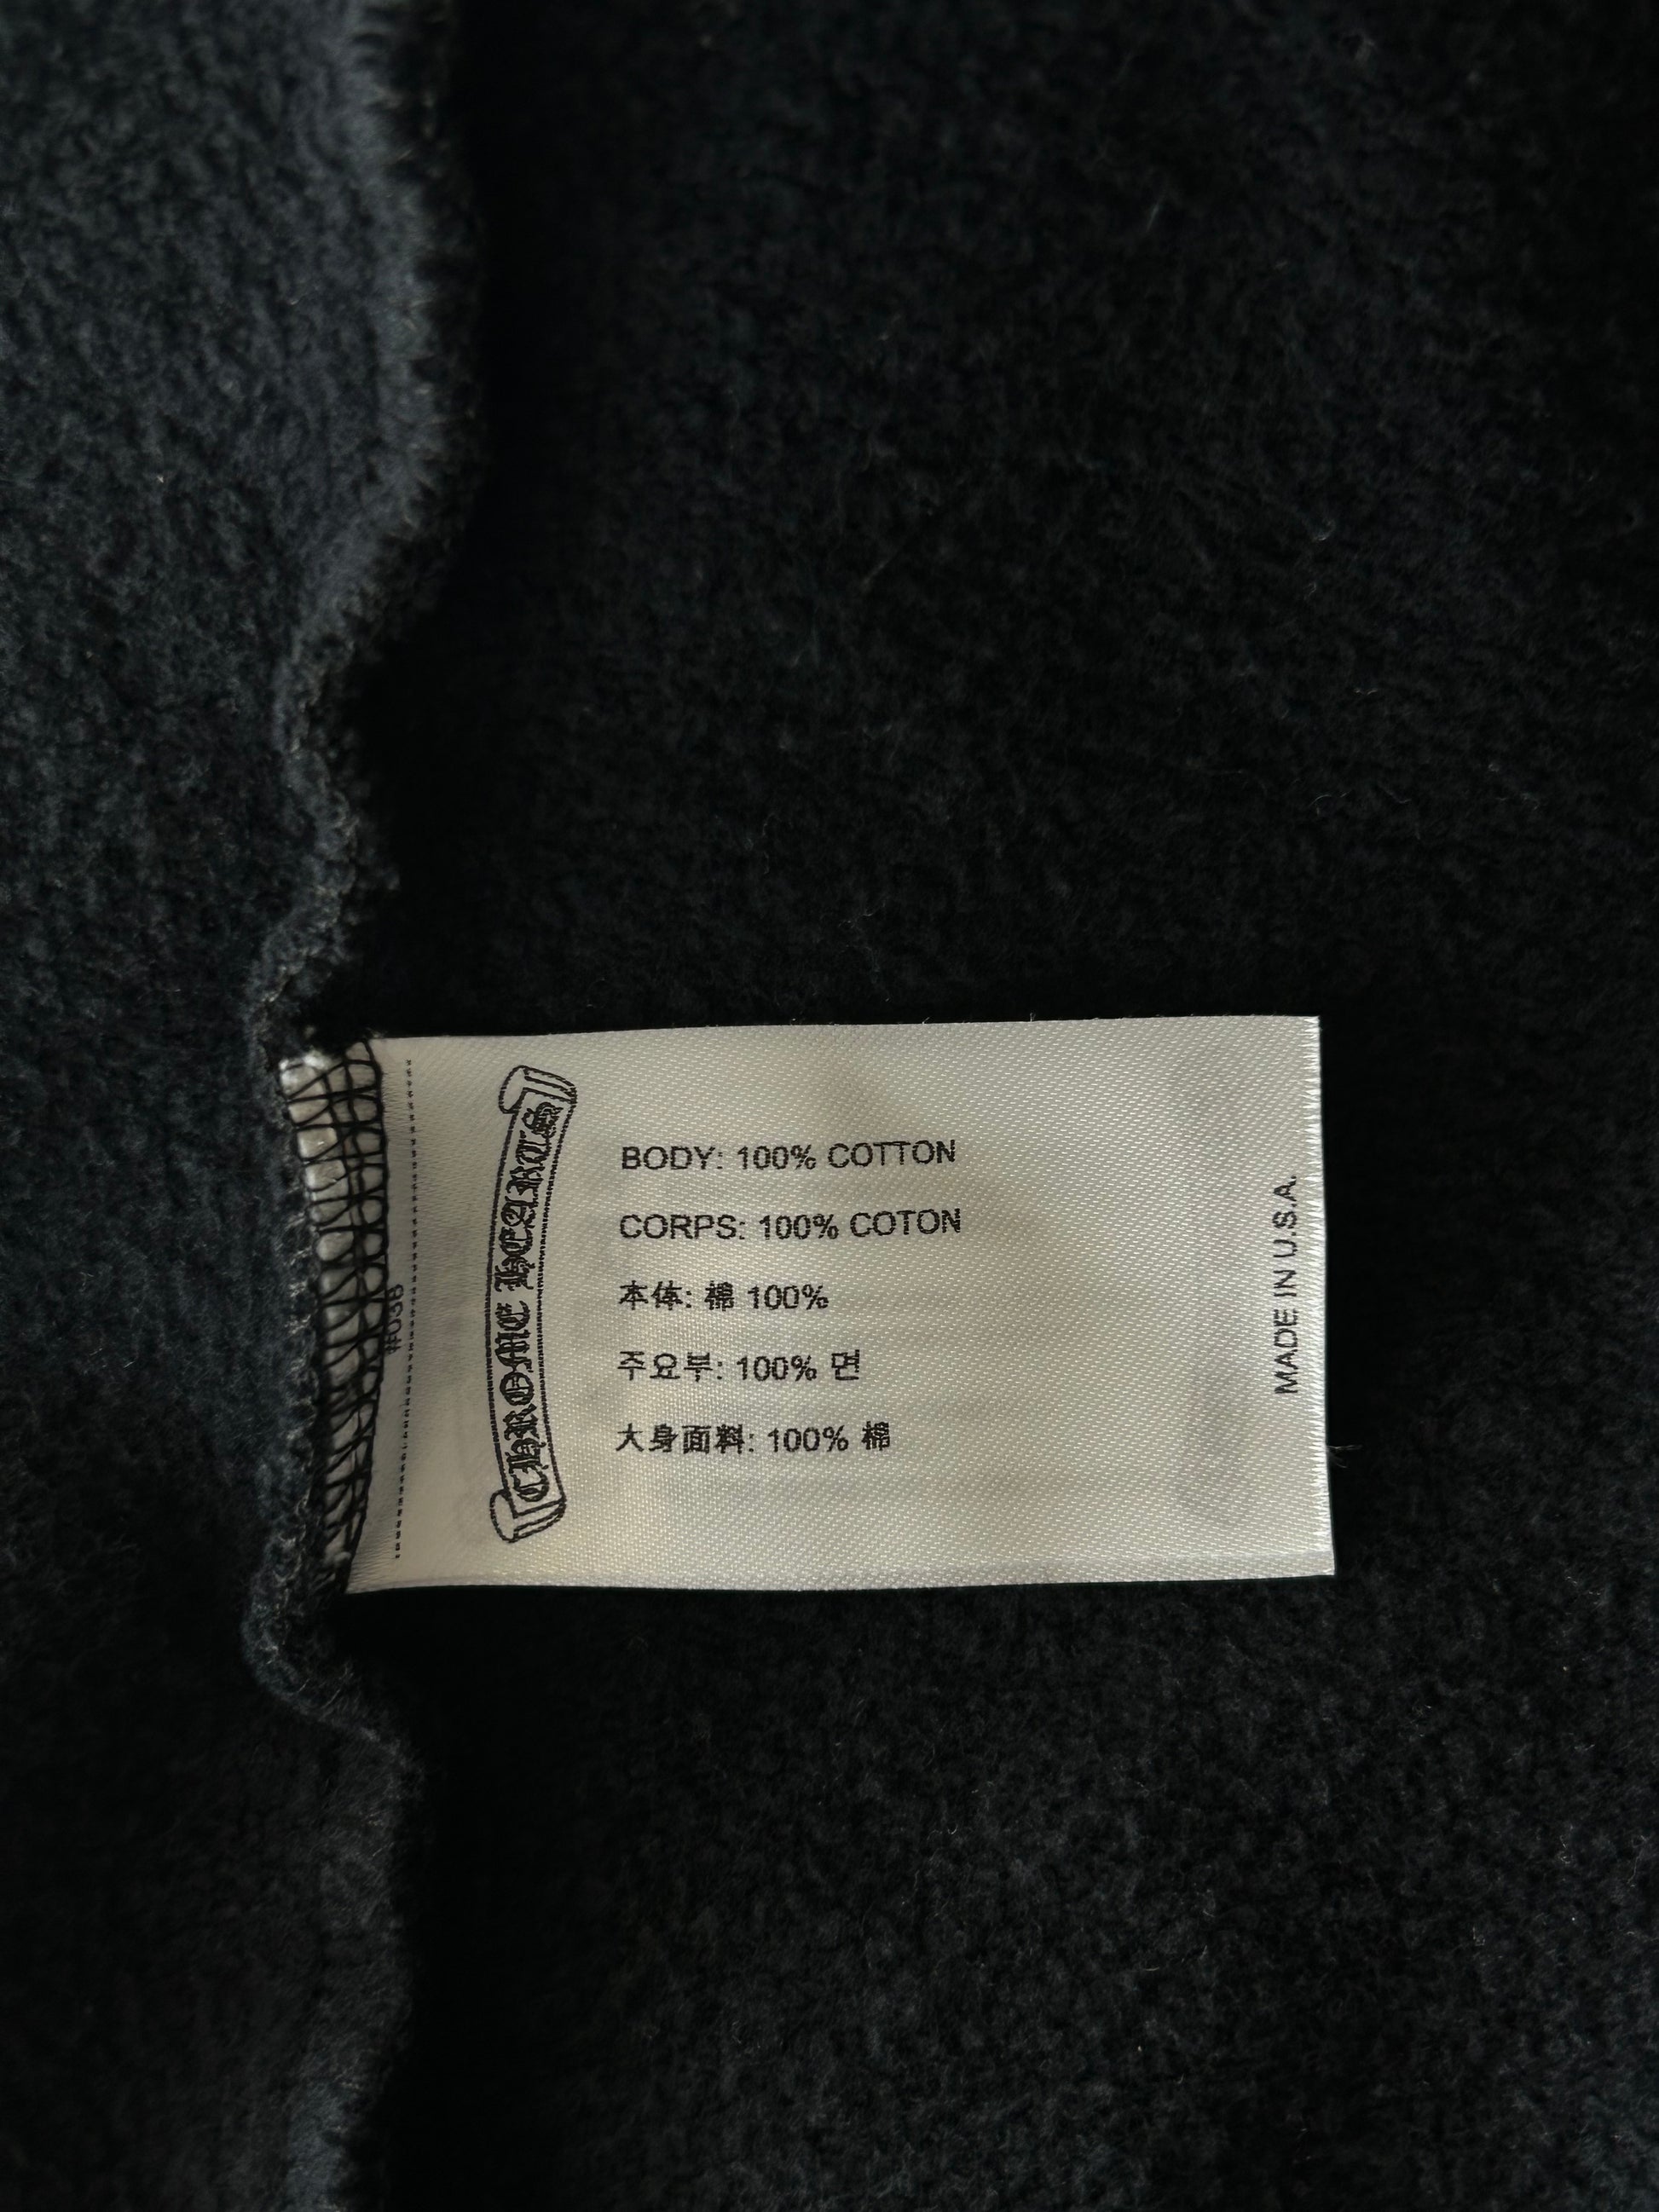 #038
CHROME HEARTS
BODY: 100% COTTON
CORPS: 100% COTON
本体: 棉 100%
주요부: 100% 면
大身面料: 100% 棉
MADE IN U.S.A.